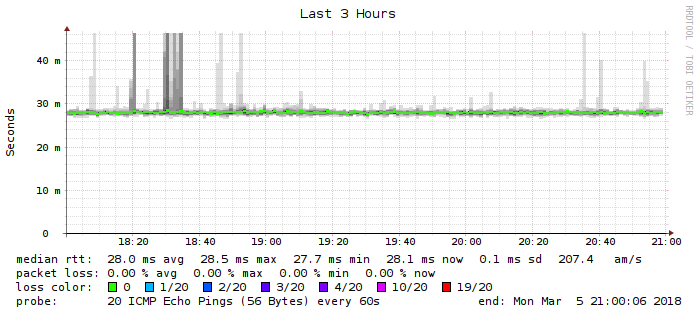 Last 3 Hours
RRDTOOL / TOBI OETIKER
Seconds
40 m
30 m
20 m
10 m
0
18:20 18:40 19:00 19:20 19:40 20:00 20:20 20:40 21:00
median rtt: 28.0 ms avg 28.5 ms max 27.7 ms min 28.1 ms now 0.1 ms sd 207.4 am/s
packet loss: 0.00 % avg 0.00 % max 0.00 % min 0.00 % now
loss color: 0 1/20 2/20 3/20 4/20 10/20 19/20
probe: 20 ICMP Echo Pings (56 Bytes) every 60s end: Mon Mar 5 21:00:06 2018